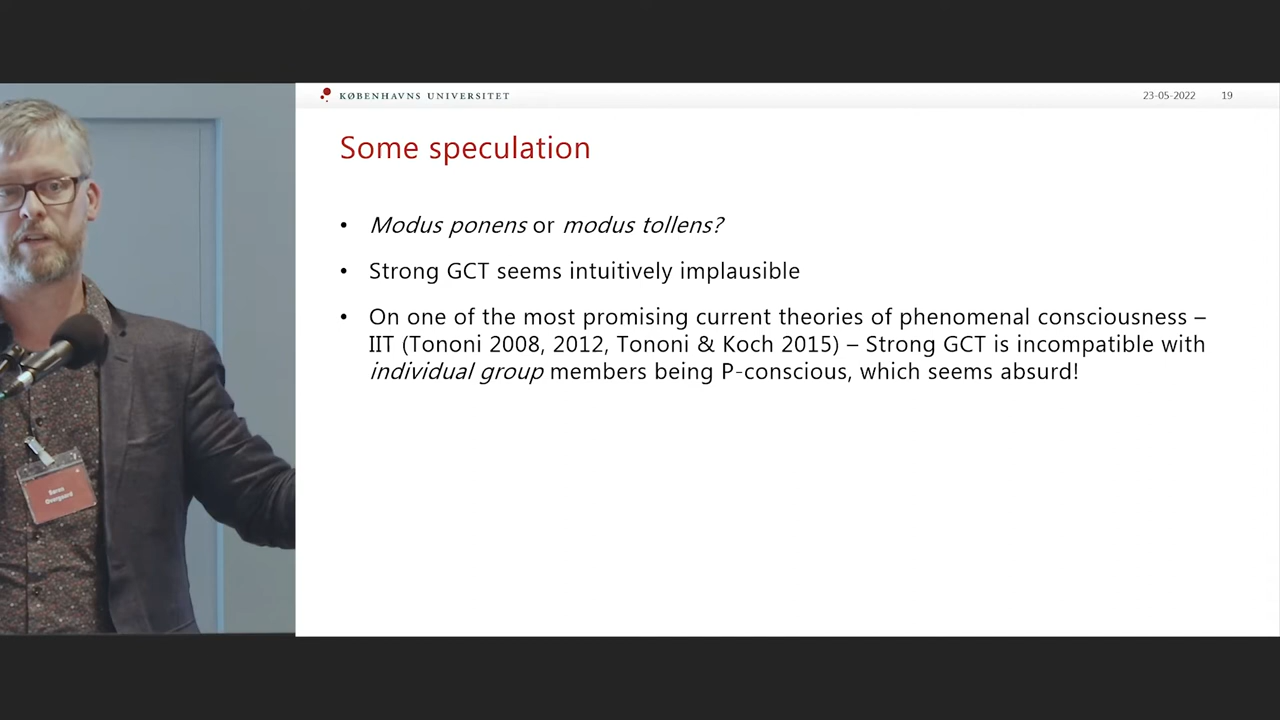 KØBENHAVNS UNIVERSITET
23-05-2022 19
Some speculation
• Modus ponens or modus tollens?
• Strong GCT seems intuitively implausible
• On one of the most promising current theories of phenomenal consciousness –
IIT (Tononi 2008, 2012, Tononi & Koch 2015) – Strong GCT is incompatible with
individual group members being P-conscious, which seems absurd!
Søren
Overgaard